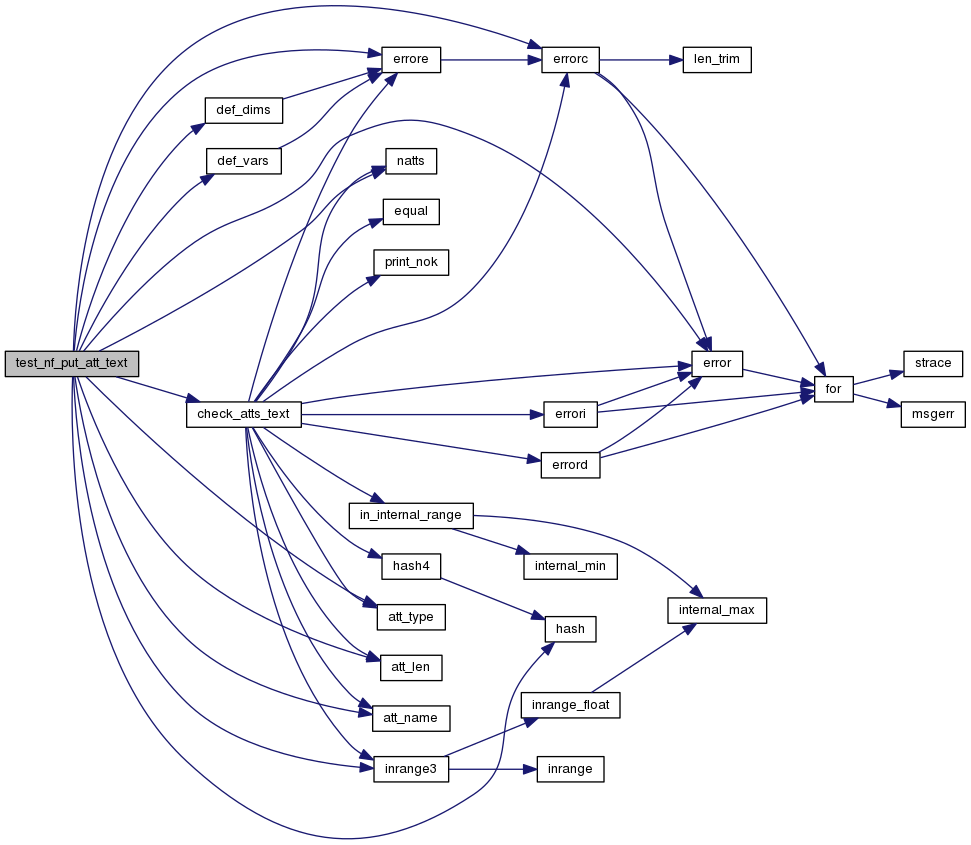 errore
errorc
len_trim
def_dims
def_vars
natts
equal
print_nok
test_nf_put_att_text
error
strace
for
check_atts_text
errori
msgerr
errord
in_internal_range
hash4
internal_min
att_type
internal_max
hash
att_len
inrange_float
att_name
inrange3
inrange